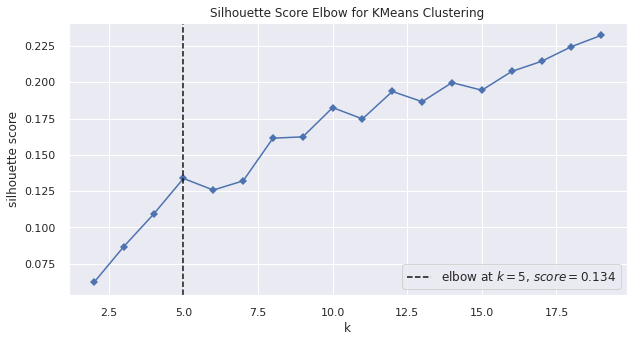 Silhouette Score Elbow for KMeans Clustering
silhouette score
0.225
0.200
0.175
0.150
0.125
0.100
0.075
elbow at k = 5, score = 0.134
2.5 5.0 7.5 10.0 12.5 15.0 17.5
k